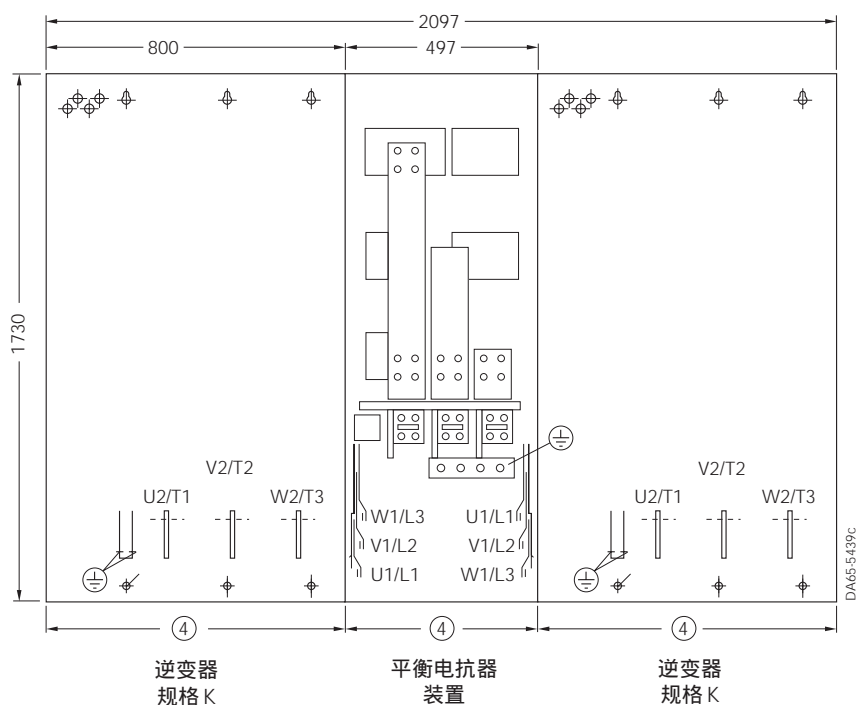 2097
800
497
1730
V2/T2
U2/T1
W2/T3
W1/L3
U1/L1
V1/L2
V1/L2
U1/L1
W1/L3
V2/T2
U2/T1
W2/T3
DA65-5439c
4
4
4
逆变器
规格 K
平衡电抗器
装置
逆变器
规格 K